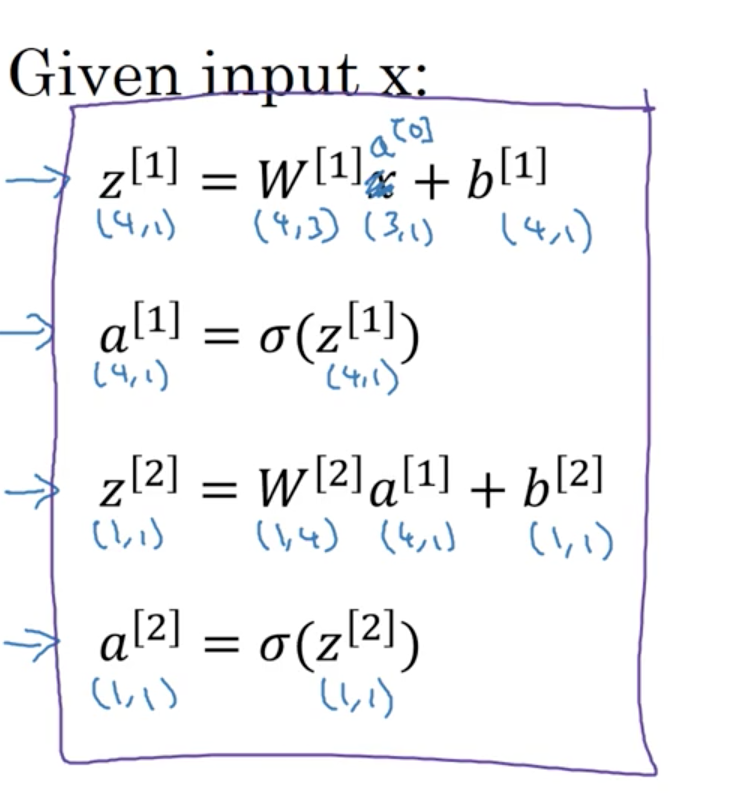 Given input x:
a^[0]
→ z^[1] = W^[1] x + b^[1]
(4,1) (4,3) (3,1) (4,1)
→ a^[1] = σ(z^[1])
(4,1) (4,1)
→ z^[2] = W^[2]a^[1] + b^[2]
(1,1) (1,4) (4,1) (1,1)
→ a^[2] = σ(z^[2])
(1,1) (1,1)